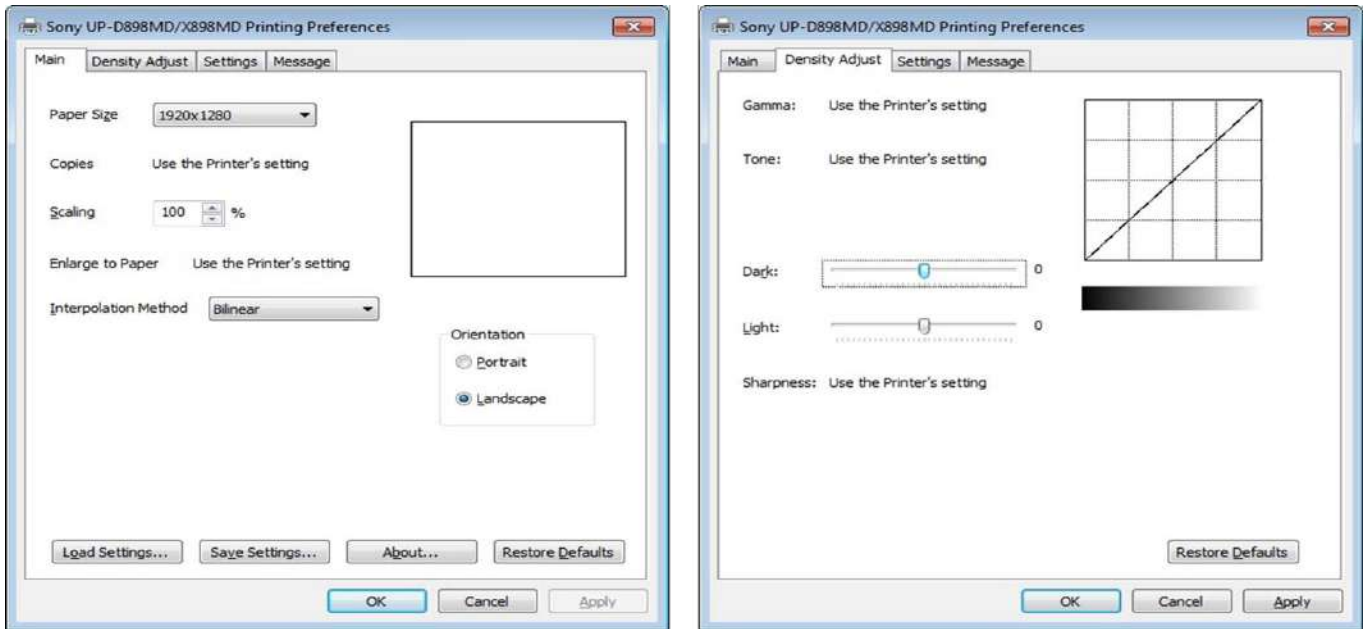 Sony UP-D898MD/X898MD Printing Preferences
Main Density Adjust Settings Message
Paper Size 1920x1280
Copies Use the Printer's setting
Scaling 100 %
Enlarge to Paper Use the Printer's setting
Interpolation Method Bilinear
Orientation
Portrait
Landscape
Load Settings... Save Settings... About... Restore Defaults
OK Cancel Apply
Sony UP-D898MD/X898MD Printing Preferences
Main Density Adjust Settings Message
Gamma: Use the Printer's setting
Tone: Use the Printer's setting
Dark: 0
Light: 0
Sharpness: Use the Printer's setting
Restore Defaults
OK Cancel Apply